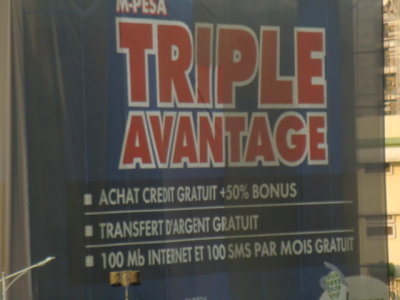 M-PESA
TRIPLE
AVANTAGE
ACHAT CREDIT GRATUIT +50% BONUS
TRANSFERT D'ARGENT GRATUIT
100 Mb INTERNET ET 100 SMS PAR MOIS GRATUIT